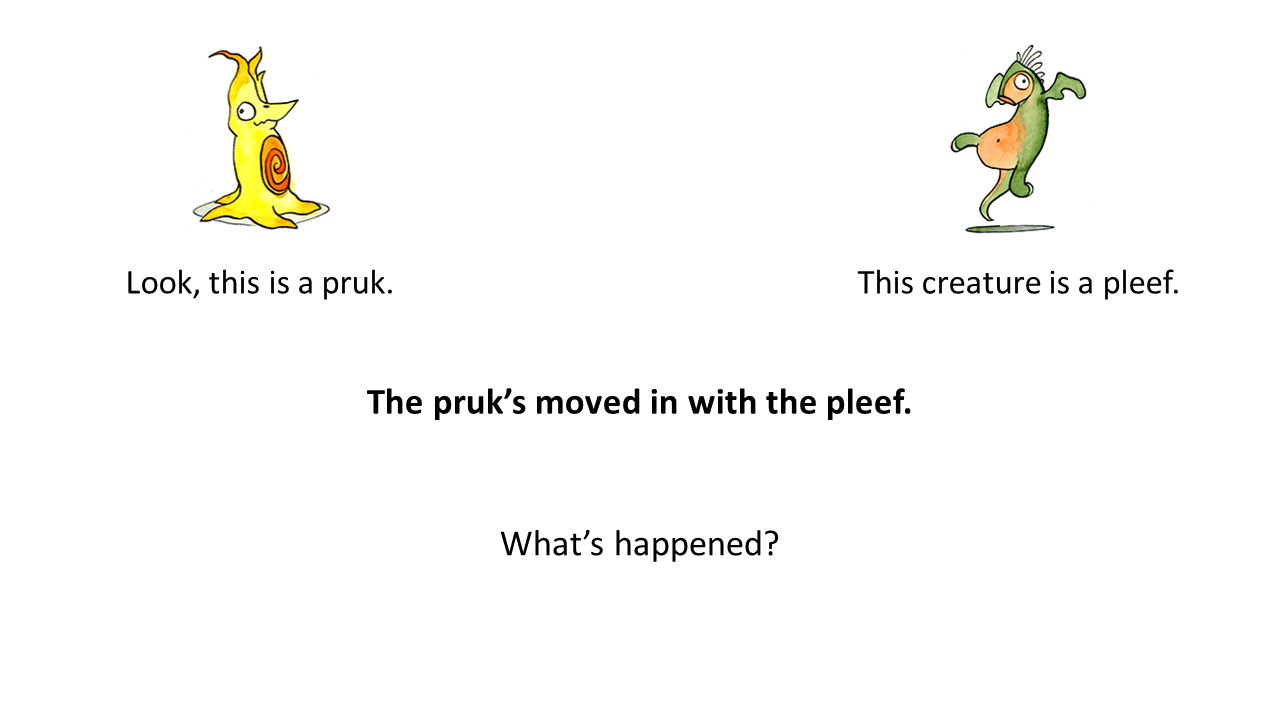 Look, this is a pruk.
This creature is a pleef.
The pruk’s moved in with the pleef.
What’s happened?